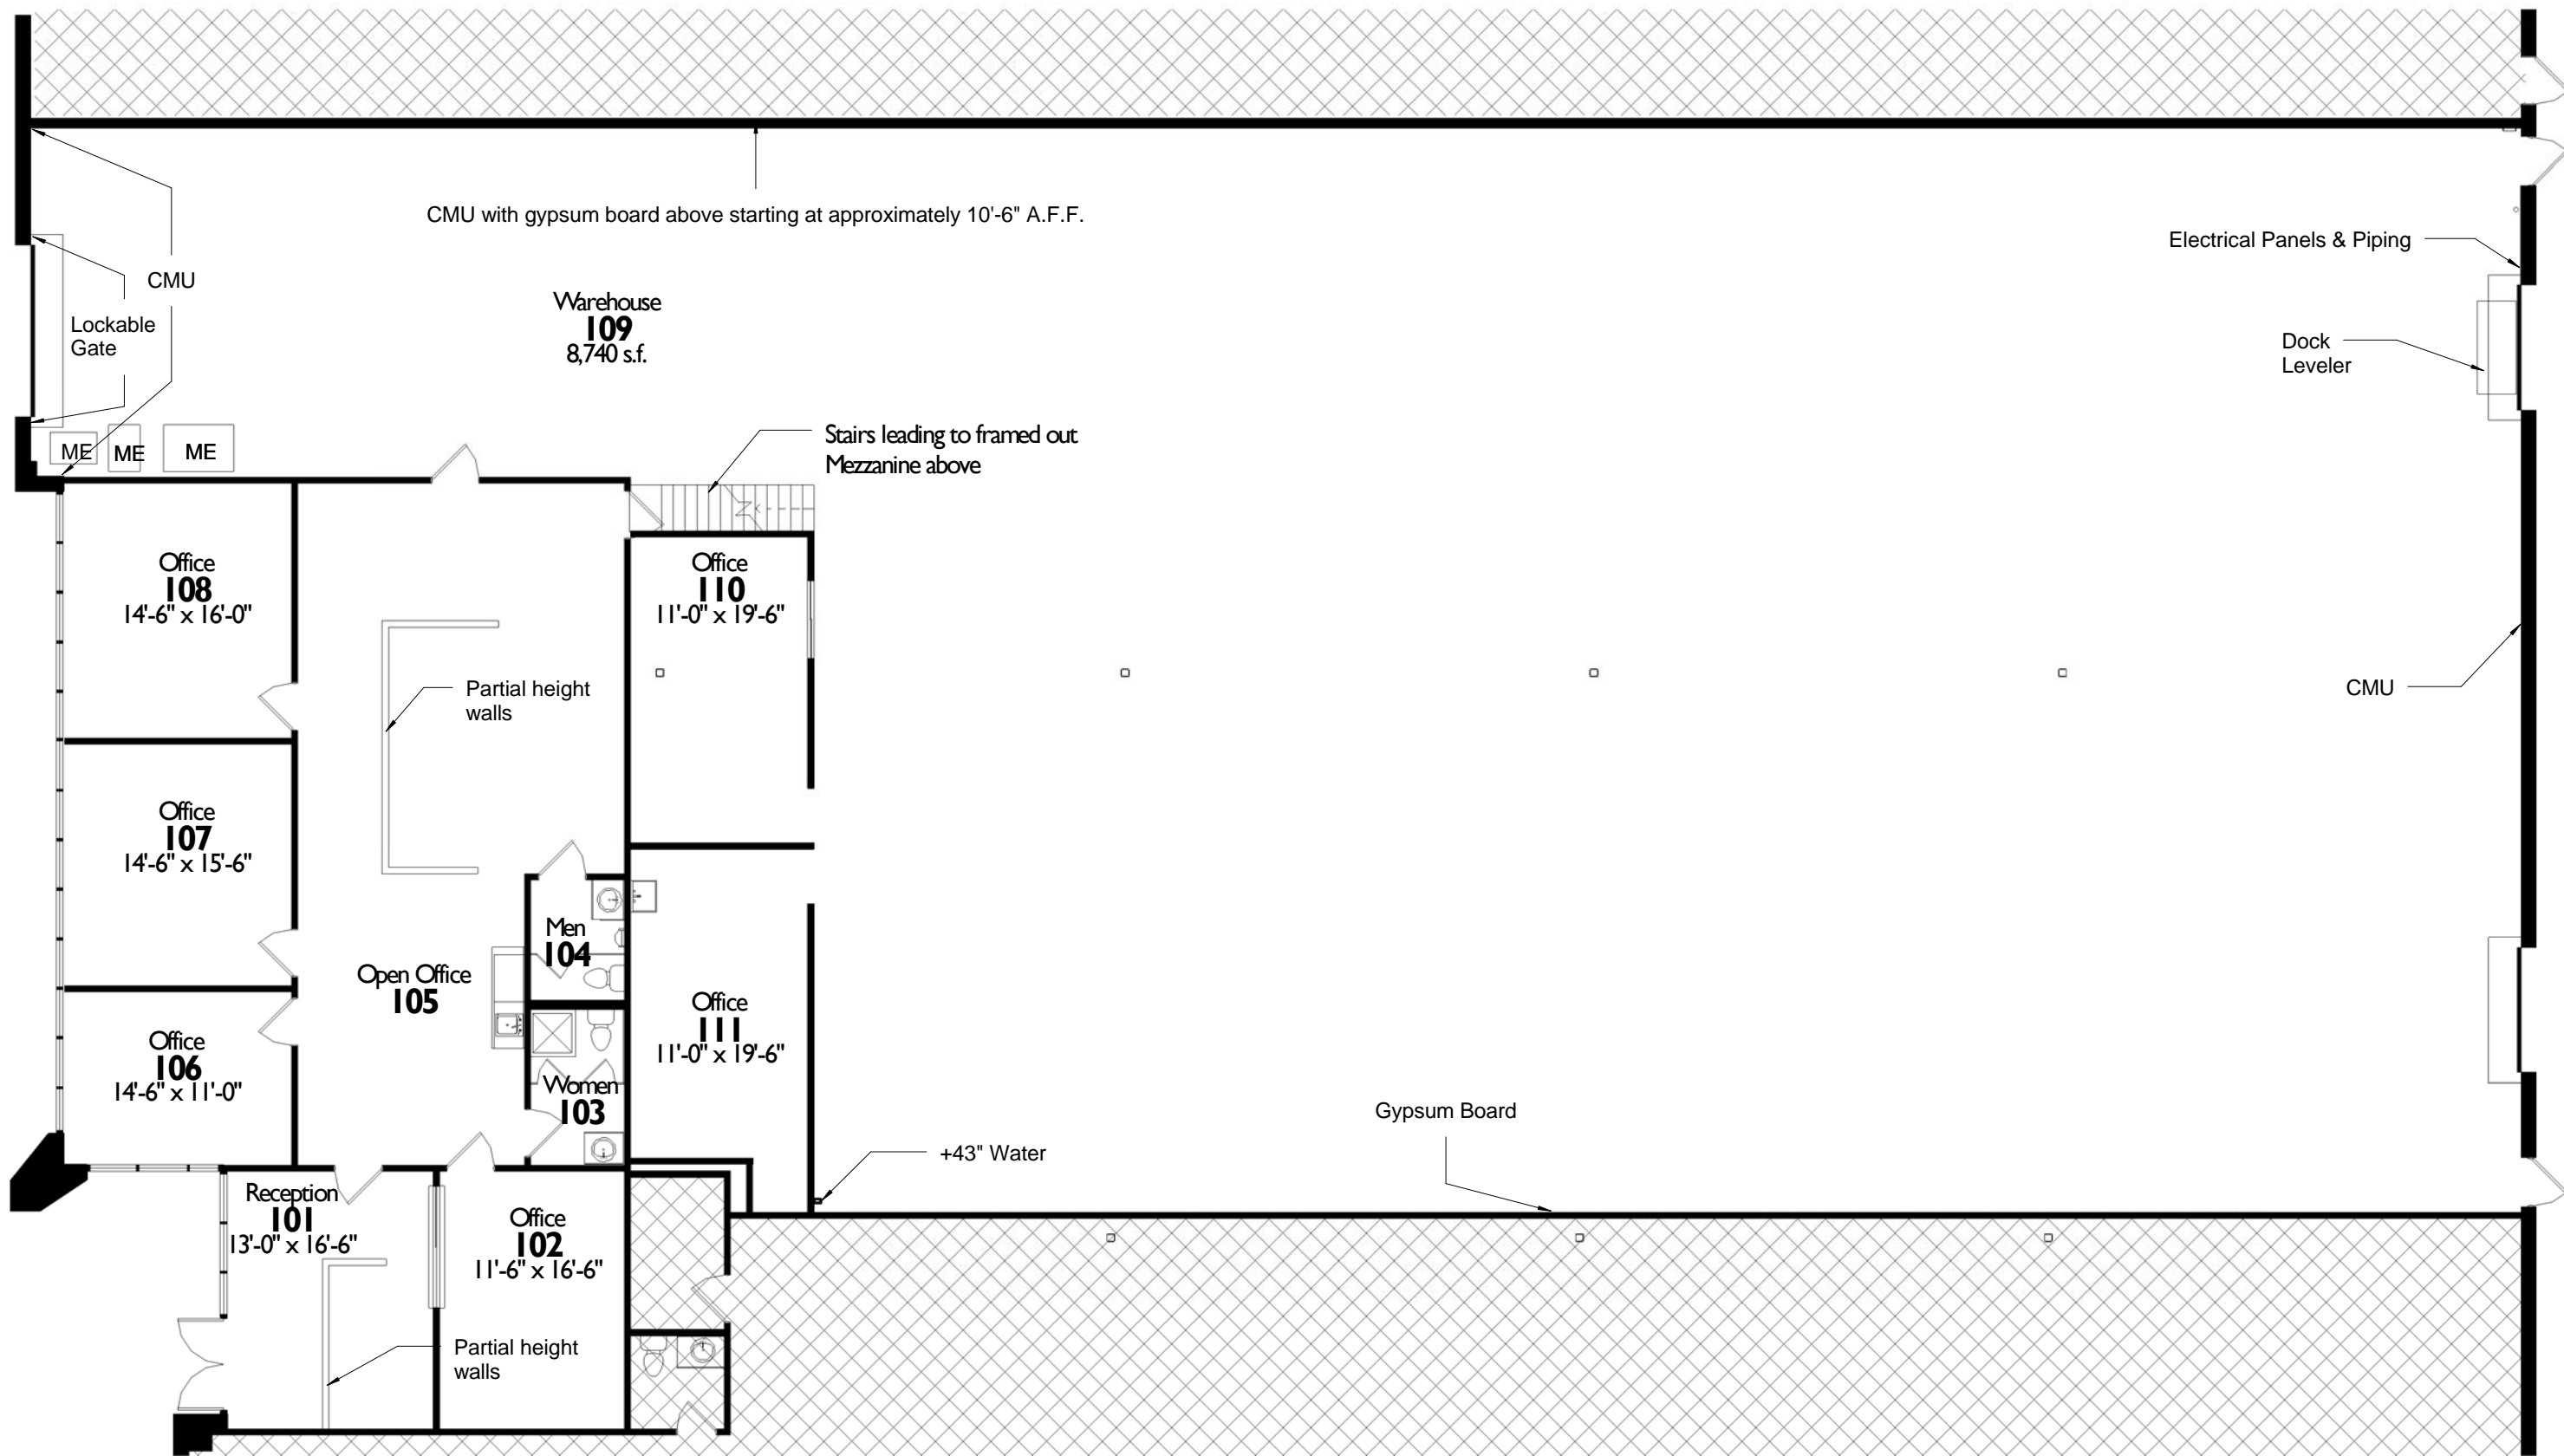 CMU with gypsum board above starting at approximately 10'-6" A.F.F.
Electrical Panels & Piping
CMU
Warehouse
109
8,740 s.f.
Lockable
Gate
Dock
Leveler
ME
ME
ME
Stairs leading to framed out
Mezzanine above
Office
108
14'-6" x 16'-0"
Office
110
11'-0" x 19'-6"
Partial height
walls
CMU
Office
107
14'-6" x 15'-6"
Men
104
Open Office
105
Office
111
11'-0" x 19'-6"
Office
106
14'-6" x 11'-0"
Women
103
Gypsum Board
+43" Water
Reception
101
13'-0" x 16'-6"
Office
102
11'-6" x 16'-6"
Partial height
walls